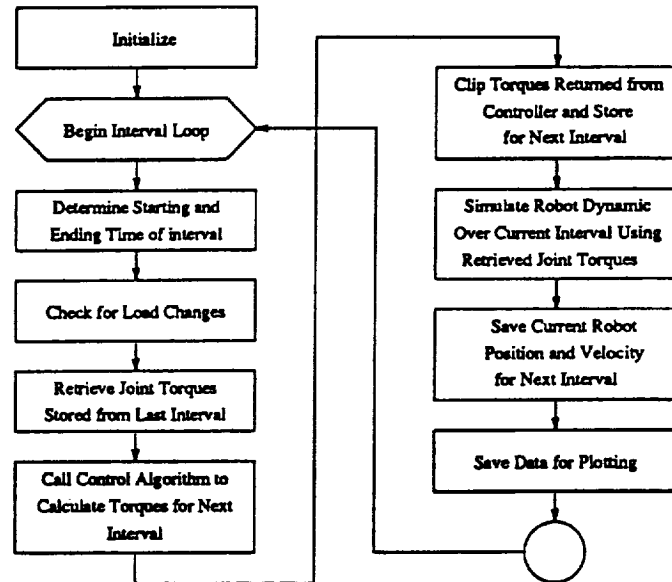 Initialize
Begin Interval Loop
Determine Starting and
Ending Time of interval
Check for Load Changes
Retrieve Joint Torques
Stored from Last Interval
Call Control Algorithm to
Calculate Torques for Next
Interval
Clip Torques Returned from
Controller and Store
for Next Interval
Simulate Robot Dynamic
Over Current Interval Using
Retrieved Joint Torques
Save Current Robot
Position and Velocity
for Next Interval
Save Data for Plotting